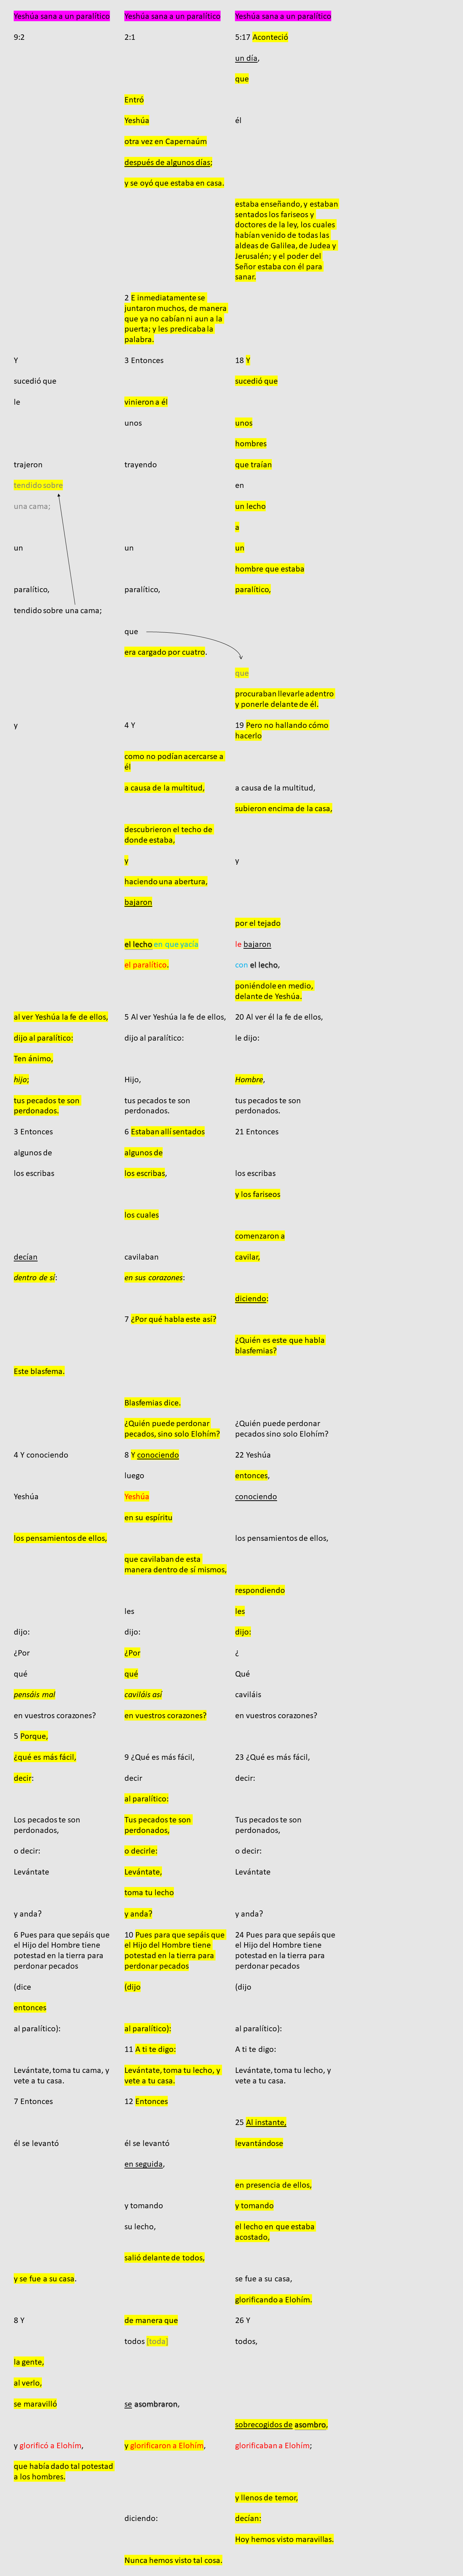 Yeshúa sana a un paralítico
9:2
Y
sucedió que
le
trajeron
tendido sobre
una cama;
un
paralítico,
tendido sobre una cama;
y
al ver Yeshúa la fe de ellos,
dijo al paralítico:
Ten ánimo,
hijo;
tus pecados te son
perdonados.
3 Entonces
algunos de
los escribas
decían
dentro de sí:
Este blasfema.
4 Y conociendo
Yeshúa
los pensamientos de ellos,
dijo:
¿Por
qué
pensáis mal
en vuestros corazones?
5 Porque,
¿qué es más fácil,
decir:
Los pecados te son
perdonados,
o decir:
Levántate
y anda?
6 Pues para que sepáis que
el Hijo del Hombre tiene
potestad en la tierra para
perdonar pecados
(dice
entonces
al paralítico):
Levántate, toma tu cama, y
vete a tu casa.
7 Entonces
él se levantó
y se fue a su casa.
8 Y
la gente,
al verlo,
se maravilló
y glorificó a Elohím,
que había dado tal potestad
a los hombres.
Yeshúa sana a un paralítico
2:1
Entró
Yeshúa
otra vez en Capernaúm
después de algunos días;
y se oyó que estaba en casa.
2 E inmediatamente se
juntaron muchos, de manera
que ya no cabían ni aun a la
puerta; y les predicaba la
palabra.
3 Entonces
vinieron a él
unos
trayendo
un
paralítico,
que
era cargado por cuatro.
4 Y
como no podían acercarse a
él
a causa de la multitud,
descubrieron el techo de
donde estaba,
y
haciendo una abertura,
bajaron
el lecho en que yacía
el paralítico.
5 Al ver Yeshúa la fe de ellos,
dijo al paralítico:
Hijo,
tus pecados te son
perdonados.
6 Estaban allí sentados
algunos de
los escribas,
los cuales
cavilaban
en sus corazones:
7 ¿Por qué habla este así?
Blasfemias dice.
¿Quién puede perdonar
pecados, sino solo Elohím?
8 Y conociendo
luego
Yeshúa
en su espíritu
que cavilaban de esta
manera dentro de sí mismos,
les
dijo:
¿Por
qué
caviláis así
en vuestros corazones?
9 ¿Qué es más fácil,
decir
al paralítico:
Tus pecados te son
perdonados,
o decirle:
Levántate,
toma tu lecho
y anda?
10 Pues para que sepáis que
el Hijo del Hombre tiene
potestad en la tierra para
perdonar pecados
(dijo
al paralítico):
11 A ti te digo:
Levántate, toma tu lecho, y
vete a tu casa.
12 Entonces
él se levantó
en seguida,
y tomando
su lecho,
salió delante de todos,
de manera que
todos [toda]
se asombraron,
y glorificaron a Elohím,
diciendo:
Nunca hemos visto tal cosa.
Yeshúa sana a un paralítico
5:17 Aconteció
un día,
que
él
estaba enseñando, y estaban
sentados los fariseos y
doctores de la ley, los cuales
habían venido de todas las
aldeas de Galilea, de Judea y
Jerusalén; y el poder del
Señor estaba con él para
sanar.
18 Y
sucedió que
unos
hombres
que traían
en
un lecho
a
un
hombre que estaba
paralítico,
que
procuraban llevarle adentro
y ponerle delante de él.
19 Pero no hallando cómo
hacerlo
a causa de la multitud,
subieron encima de la casa,
y
por el tejado
le bajaron
con el lecho,
poniéndole en medio,
delante de Yeshúa.
20 Al ver él la fe de ellos,
le dijo:
Hombre,
tus pecados te son
perdonados.
21 Entonces
los escribas
y los fariseos
comenzaron a
cavilar,
diciendo:
¿Quién es este que habla
blasfemias?
¿Quién puede perdonar
pecados sino solo Elohím?
22 Yeshúa
entonces,
conociendo
los pensamientos de ellos,
respondiendo
les
dijo:
¿
Qué
caviláis
en vuestros corazones?
23 ¿Qué es más fácil,
decir:
Tus pecados te son
perdonados,
o decir:
Levántate
y anda?
24 Pues para que sepáis que
el Hijo del Hombre tiene
potestad en la tierra para
perdonar pecados
(dijo
al paralítico):
A ti te digo:
Levántate, toma tu lecho, y
vete a tu casa.
25 Al instante,
levantándose
en presencia de ellos,
y tomando
el lecho en que estaba
acostado,
se fue a su casa,
glorificando a Elohím.
26 Y
todos,
sobrecogidos de asombro,
glorificaban a Elohím;
y llenos de temor,
decían:
Hoy hemos visto maravillas.